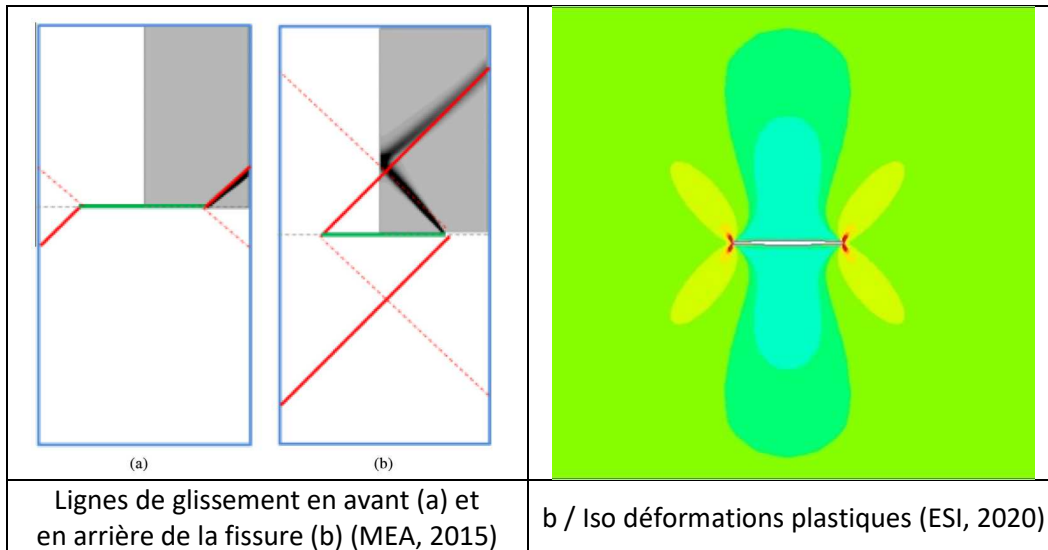 (a)
(b)
Lignes de glissement en avant (a) et
en arrière de la fissure (b) (MEA, 2015)
b / Iso déformations plastiques (ESI, 2020)